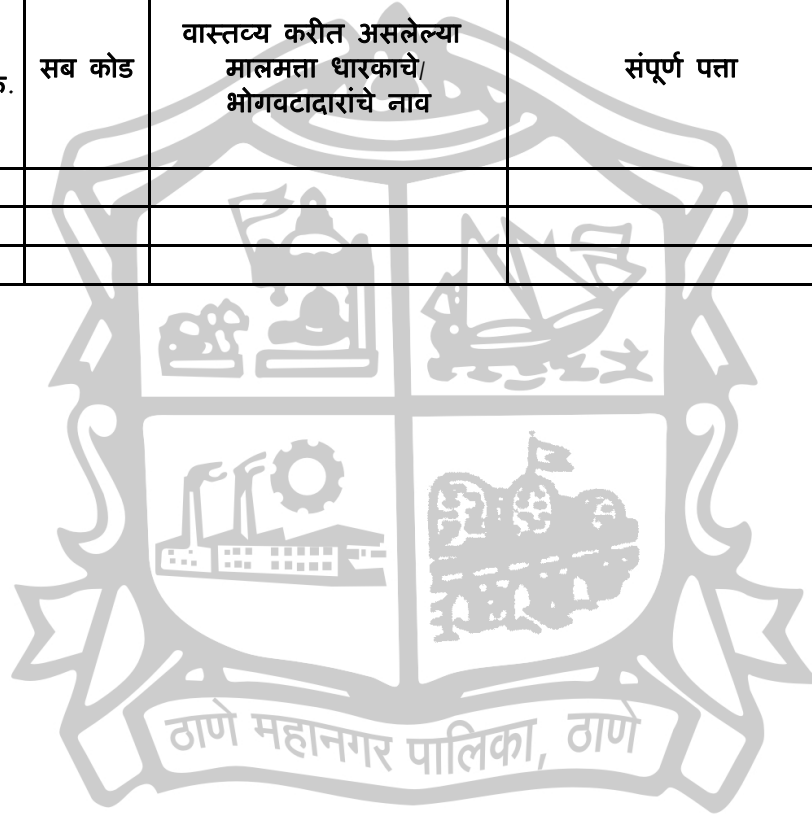 सब कोड
वास्तव्य करीत असलेल्या
मालमत्ता धारकाचे/
भोगवटादारांचे नाव
संपूर्ण पत्ता
ठाणे महानगर पालिका, ठाणे